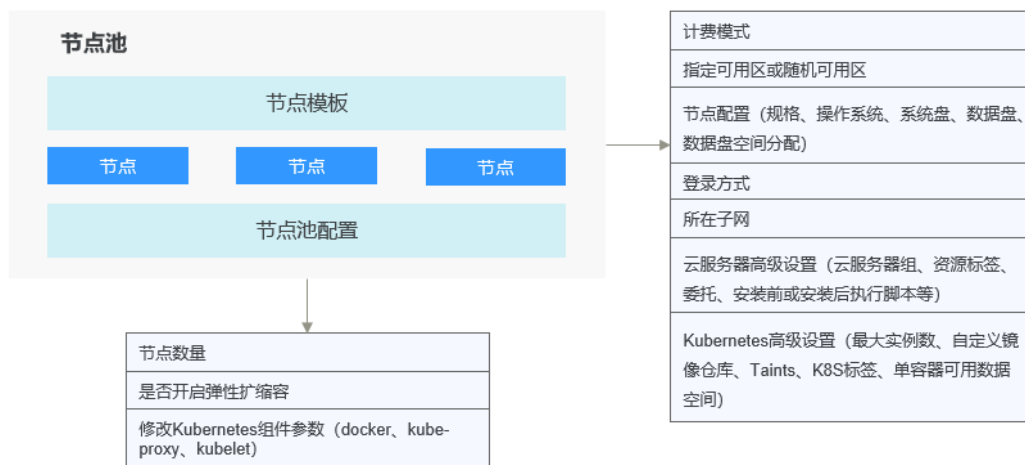 节点池
节点模板
节点
节点
节点
节点池配置
计费模式
指定可用区或随机可用区
节点配置（规格、操作系统、系统盘、数据盘、
数据盘空间分配）
登录方式
所在子网
云服务器高级设置（云服务器组、资源标签、
委托、安装前或安装后执行脚本等）
Kubernetes高级设置（最大实例数、自定义镜
像仓库、Taints、K8S标签、单容器可用数据
空间）
节点数量
是否开启弹性扩缩容
修改Kubernetes组件参数（docker、kube-
proxy、kubelet）